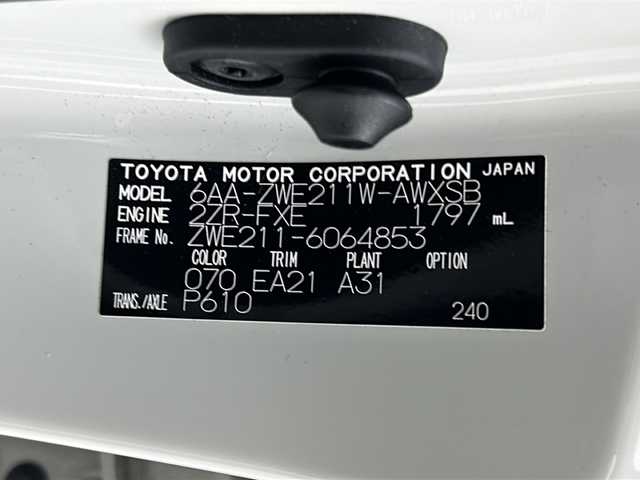 TOYOTA MOTOR CORPORATION JAPAN
MODEL 6AA-ZWE211W-AWXSB
ENGINE 2ZR-FXE 1797 mL
FRAME No. ZWE211-6064853
COLOR TRIM PLANT OPTION
070 EA21 A31
TRANS./AXLE P610
240